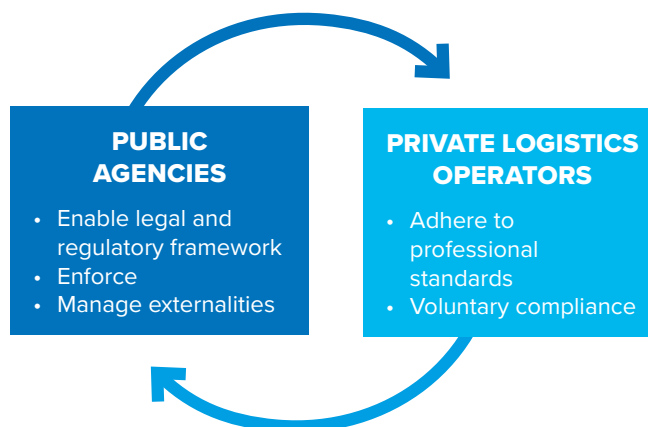 PUBLIC
AGENCIES
• Enable legal and
regulatory framework
• Enforce
• Manage externalities
PRIVATE LOGISTICS
OPERATORS
• Adhere to
professional
standards
• Voluntary compliance